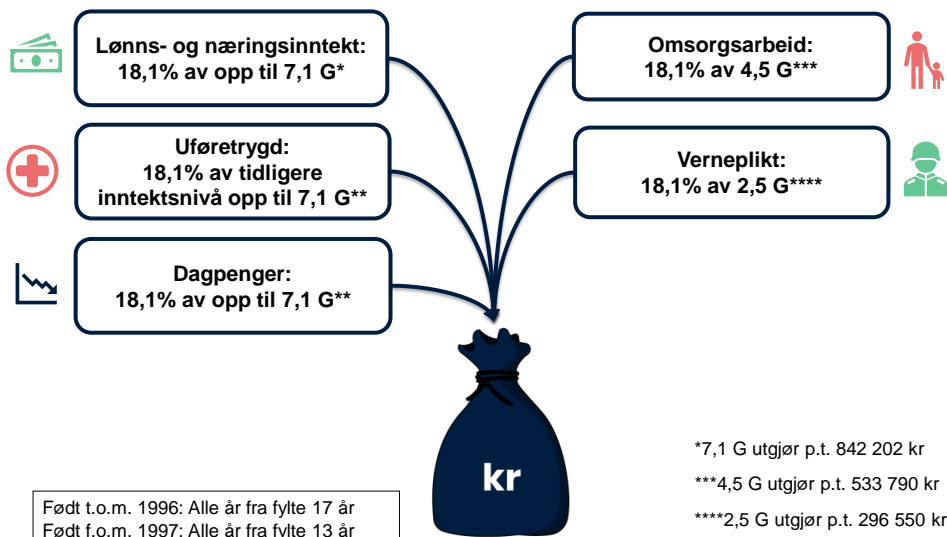 Lønns- og næringsinntekt:
18,1% av opp til 7,1 G*
Uføretrygd:
18,1% av tidligere
inntektsnivå opp til 7,1 G**
Dagpenger:
18,1% av opp til 7,1 G**
Omsorgsarbeid:
18,1% av 4,5 G***
Verneplikt:
18,1% av 2,5 G****
kr
*7,1 G utgjør p.t. 842 202 kr
***4,5 G utgjør p.t. 533 790 kr
****2,5 G utgjør p.t. 296 550 kr
Født t.o.m. 1996: Alle år fra fylte 17 år
Født f.o.m. 1997: Alle år fra fylte 13 år